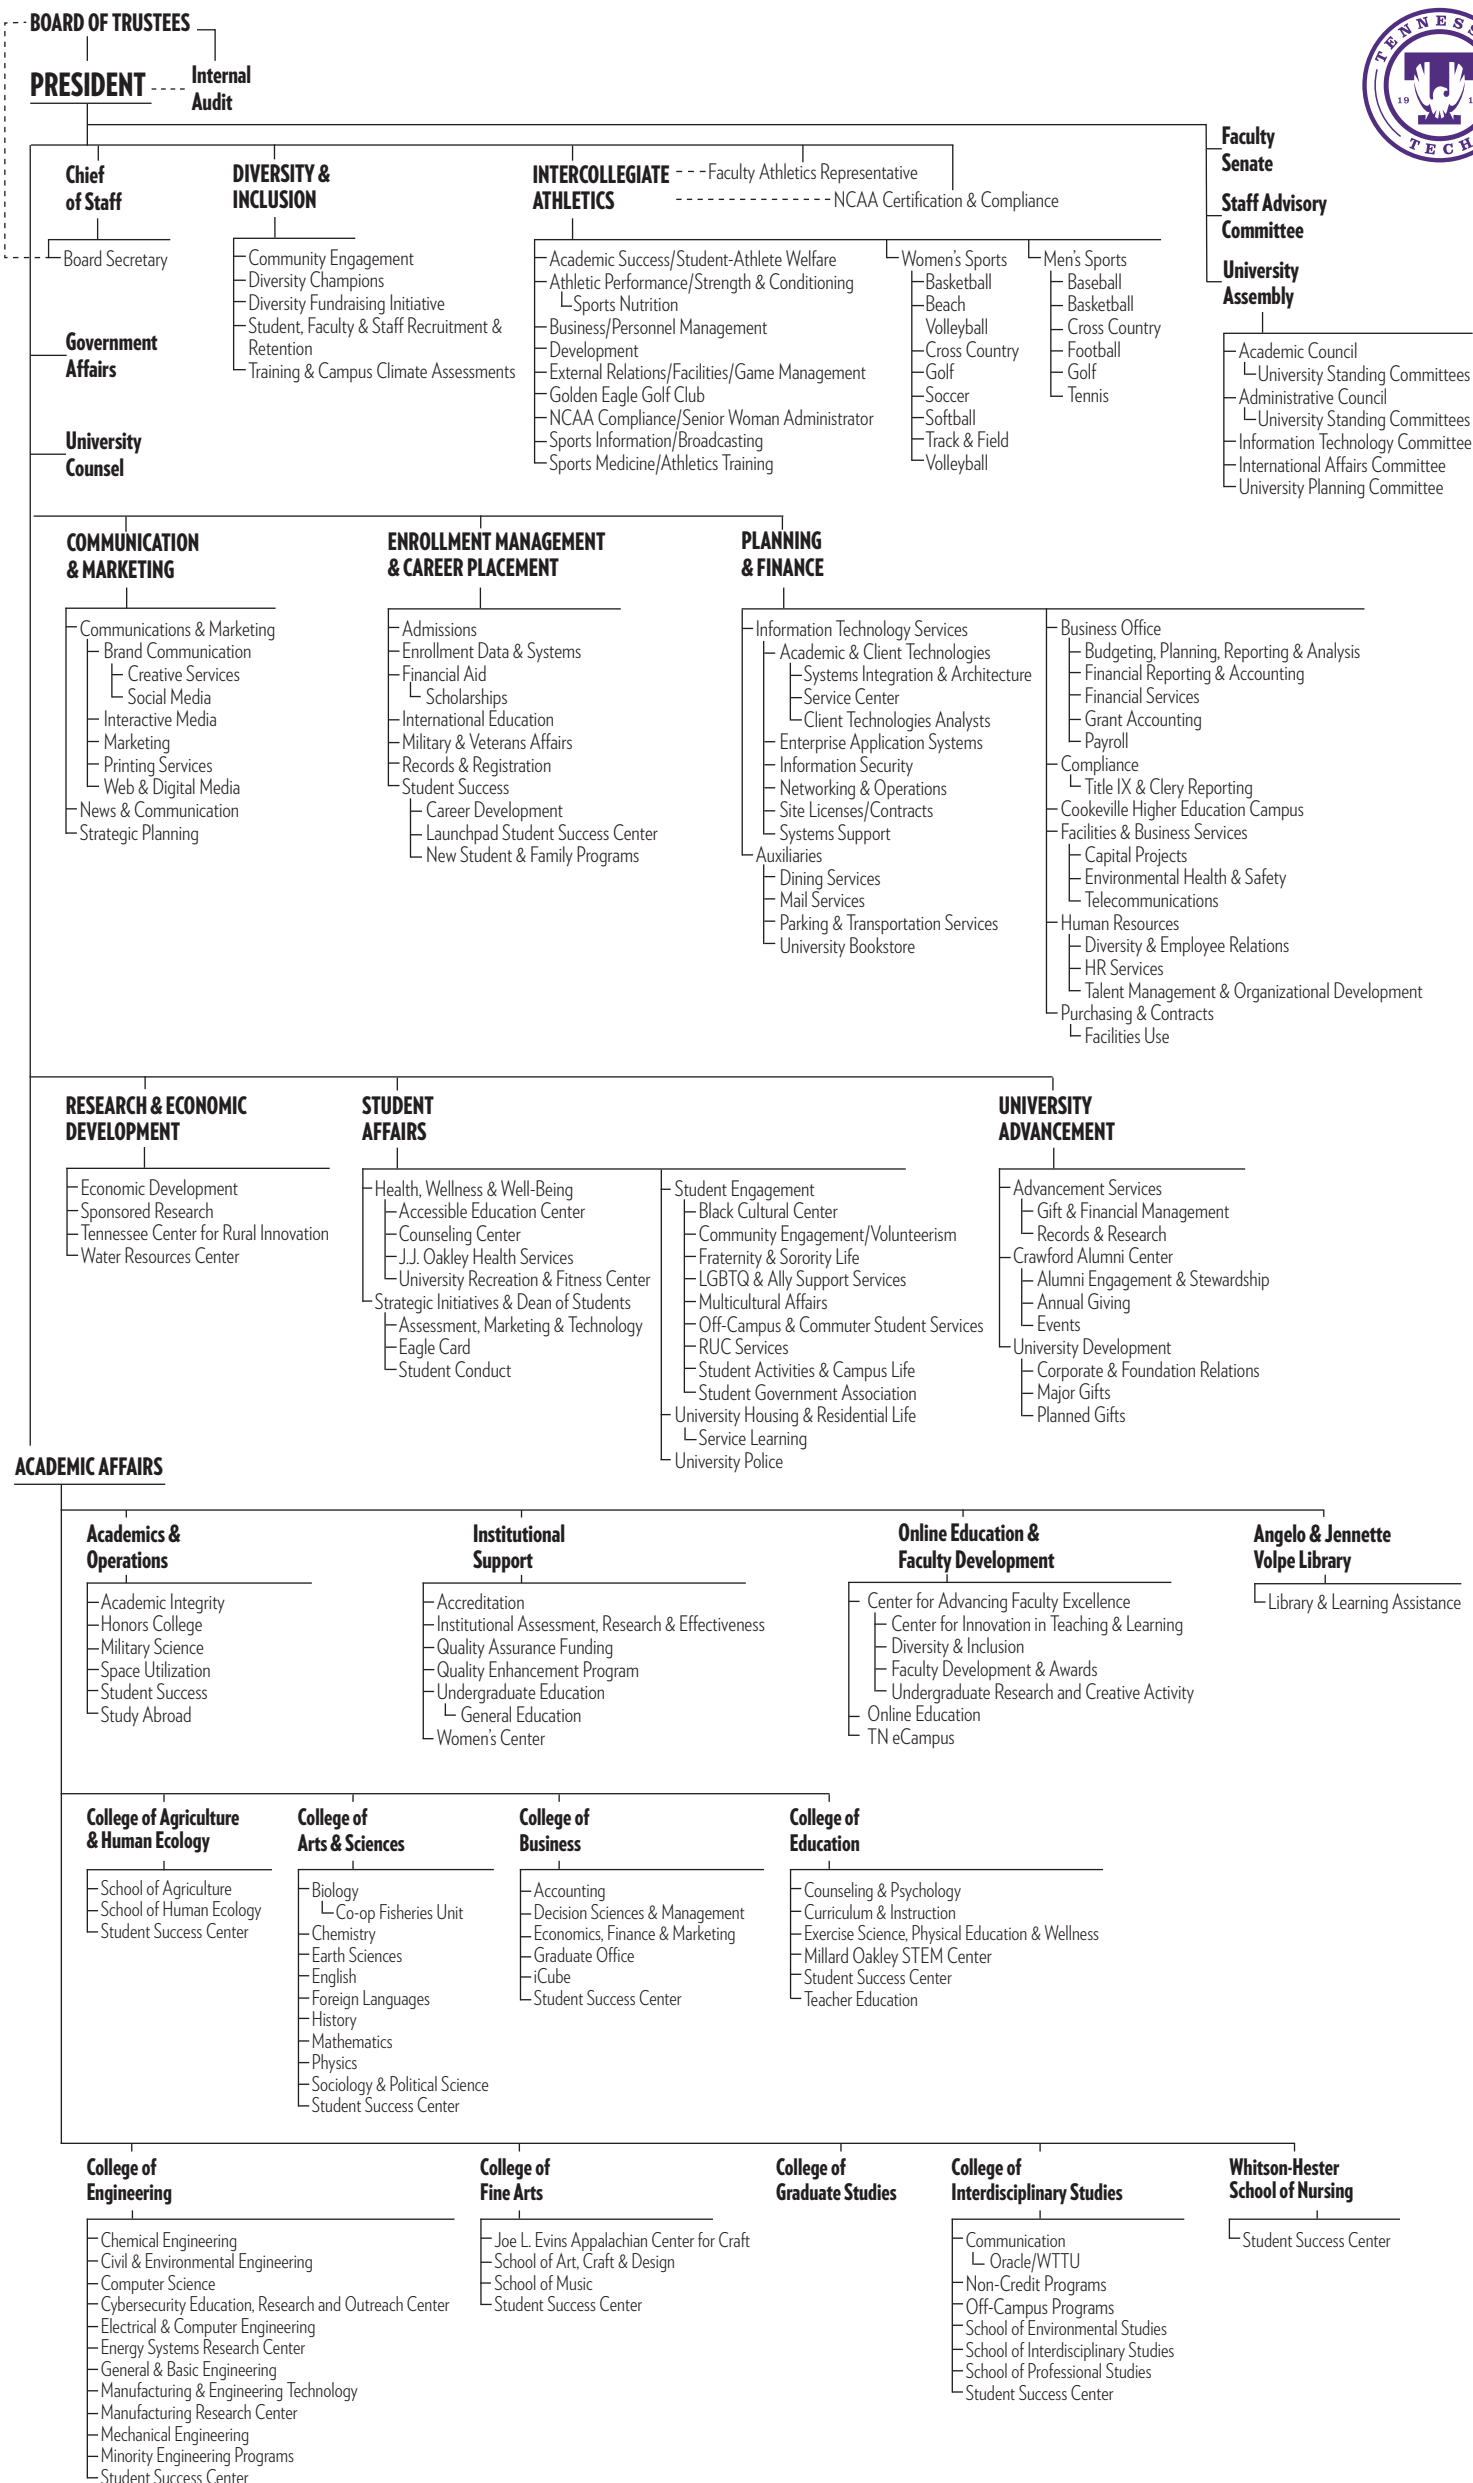 BOARD OF TRUSTEES
PRESIDENT
Internal
Audit
TENNESS
19 1
TECH
Faculty
Senate
Staff Advisory
Committee
University
Assembly
Academic Council
University Standing Committees
Administrative Council
University Standing Committees
Information Technology Committee
International Affairs Committee
University Planning Committee
Chief
of Staff
Board Secretary
Government
Affairs
University
Counsel
DIVERSITY &
INCLUSION
Community Engagement
Diversity Champions
Diversity Fundraising Initiative
Student, Faculty & Staff Recruitment &
Retention
Training & Campus Climate Assessments
INTERCOLLEGIATE
ATHLETICS
Faculty Athletics Representative
NCAA Certification & Compliance
Academic Success/Student-Athlete Welfare
Athletic Performance/Strength & Conditioning
Sports Nutrition
Business/Personnel Management
Development
External Relations/Facilities/Game Management
Golden Eagle Golf Club
NCAA Compliance/Senior Woman Administrator
Sports Information/Broadcasting
Sports Medicine/Athletics Training
Women's Sports
Basketball
Beach
Volleyball
Cross Country
Golf
Soccer
Softball
Track & Field
Volleyball
Men's Sports
Baseball
Basketball
Cross Country
Football
Golf
Tennis
COMMUNICATION
& MARKETING
Communications & Marketing
Brand Communication
Creative Services
Social Media
Interactive Media
Marketing
Printing Services
Web & Digital Media
News & Communication
Strategic Planning
ENROLLMENT MANAGEMENT
& CAREER PLACEMENT
Admissions
Enrollment Data & Systems
Financial Aid
Scholarships
International Education
Military & Veterans Affairs
Records & Registration
Student Success
Career Development
Launchpad Student Success Center
New Student & Family Programs
PLANNING
& FINANCE
Information Technology Services
Academic & Client Technologies
Systems Integration & Architecture
Service Center
Client Technologies Analysts
Enterprise Application Systems
Information Security
Networking & Operations
Site Licenses/Contracts
Systems Support
Auxiliaries
Dining Services
Mail Services
Parking & Transportation Services
University Bookstore
Business Office
Budgeting, Planning, Reporting & Analysis
Financial Reporting & Accounting
Financial Services
Grant Accounting
Payroll
Compliance
Title IX & Clery Reporting
Cookeville Higher Education Campus
Facilities & Business Services
Capital Projects
Environmental Health & Safety
Telecommunications
Human Resources
Diversity & Employee Relations
HR Services
Talent Management & Organizational Development
Purchasing & Contracts
Facilities Use
RESEARCH & ECONOMIC
DEVELOPMENT
Economic Development
Sponsored Research
Tennessee Center for Rural Innovation
Water Resources Center
STUDENT
AFFAIRS
Health, Wellness & Well-Being
Accessible Education Center
Counseling Center
J.J. Oakley Health Services
University Recreation & Fitness Center
Strategic Initiatives & Dean of Students
Assessment, Marketing & Technology
Eagle Card
Student Conduct
Student Engagement
Black Cultural Center
Community Engagement/Volunteerism
Fraternity & Sorority Life
LGBTQ & Ally Support Services
Multicultural Affairs
Off-Campus & Commuter Student Services
RUC Services
Student Activities & Campus Life
Student Government Association
University Housing & Residential Life
Service Learning
University Police
UNIVERSITY
ADVANCEMENT
Advancement Services
Gift & Financial Management
Records & Research
Crawford Alumni Center
Alumni Engagement & Stewardship
Annual Giving
Events
University Development
Corporate & Foundation Relations
Major Gifts
Planned Gifts
ACADEMIC AFFAIRS
Academics &
Operations
Academic Integrity
Honors College
Military Science
Space Utilization
Student Success
Study Abroad
Institutional
Support
Accreditation
Institutional Assessment, Research & Effectiveness
Quality Assurance Funding
Quality Enhancement Program
Undergraduate Education
General Education
Women's Center
Online Education &
Faculty Development
Center for Advancing Faculty Excellence
Center for Innovation in Teaching & Learning
Diversity & Inclusion
Faculty Development & Awards
Undergraduate Research and Creative Activity
Online Education
TN eCampus
Angelo & Jennette
Volpe Library
Library & Learning Assistance
College of Agriculture
& Human Ecology
School of Agriculture
School of Human Ecology
Student Success Center
College of
Arts & Sciences
Biology
Co-op Fisheries Unit
Chemistry
Earth Sciences
English
Foreign Languages
History
Mathematics
Physics
Sociology & Political Science
Student Success Center
College of
Business
Accounting
Decision Sciences & Management
Economics, Finance & Marketing
Graduate Office
iCube
Student Success Center
College of
Education
Counseling & Psychology
Curriculum & Instruction
Exercise Science, Physical Education & Wellness
Millard Oakley STEM Center
Student Success Center
Teacher Education
College of
Engineering
Chemical Engineering
Civil & Environmental Engineering
Computer Science
Cybersecurity Education, Research and Outreach Center
Electrical & Computer Engineering
Energy Systems Research Center
General & Basic Engineering
Manufacturing & Engineering Technology
Manufacturing Research Center
Mechanical Engineering
Minority Engineering Programs
Student Success Center
College of
Fine Arts
Joe L. Evins Appalachian Center for Craft
School of Art, Craft & Design
School of Music
Student Success Center
College of
Graduate Studies
College of
Interdisciplinary Studies
Communication
Oracle/WTTU
Non-Credit Programs
Off-Campus Programs
School of Environmental Studies
School of Interdisciplinary Studies
School of Professional Studies
Student Success Center
Whitson-Hester
School of Nursing
Student Success Center